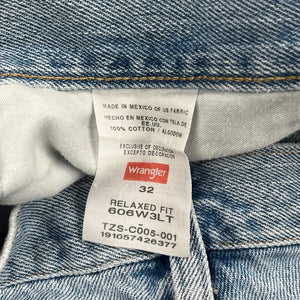 MADE IN MEXICO OF US FABRIC
HECHO EN MEXICO CON TELA DE
EE.UU.
100% COTTON / ALGODON
EXCLUSIVE OF DECORATION
EXCEPTO DECORACION
Wrangler
32
RELAXED FIT
606W3LT
TZS-C005-001
191057426377